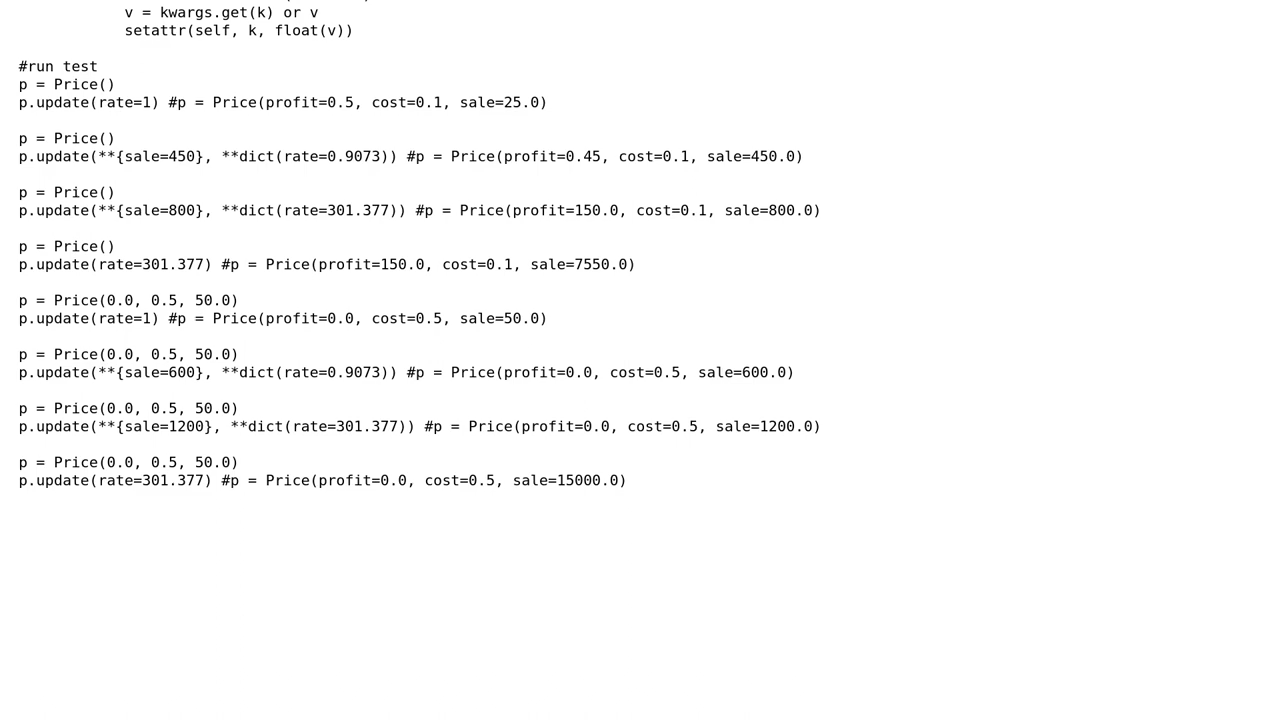 v = kwargs.get(k) or v
setattr(self, k, float(v))
#run test
p = Price()
p.update(rate=1) #p = Price(profit=0.5, cost=0.1, sale=25.0)
p = Price()
p.update(**{sale=450}, **dict(rate=0.9073)) #p = Price(profit=0.45, cost=0.1, sale=450.0)
p = Price()
p.update(**{sale=800}, **dict(rate=301.377)) #p = Price(profit=150.0, cost=0.1, sale=800.0)
p = Price()
p.update(rate=301.377) #p = Price(profit=150.0, cost=0.1, sale=7550.0)
p = Price(0.0, 0.5, 50.0)
p.update(rate=1) #p = Price(profit=0.0, cost=0.5, sale=50.0)
p = Price(0.0, 0.5, 50.0)
p.update(**{sale=600}, **dict(rate=0.9073)) #p = Price(profit=0.0, cost=0.5, sale=600.0)
p = Price(0.0, 0.5, 50.0)
p.update(**{sale=1200}, **dict(rate=301.377)) #p = Price(profit=0.0, cost=0.5, sale=1200.0)
p = Price(0.0, 0.5, 50.0)
p.update(rate=301.377) #p = Price(profit=0.0, cost=0.5, sale=15000.0)